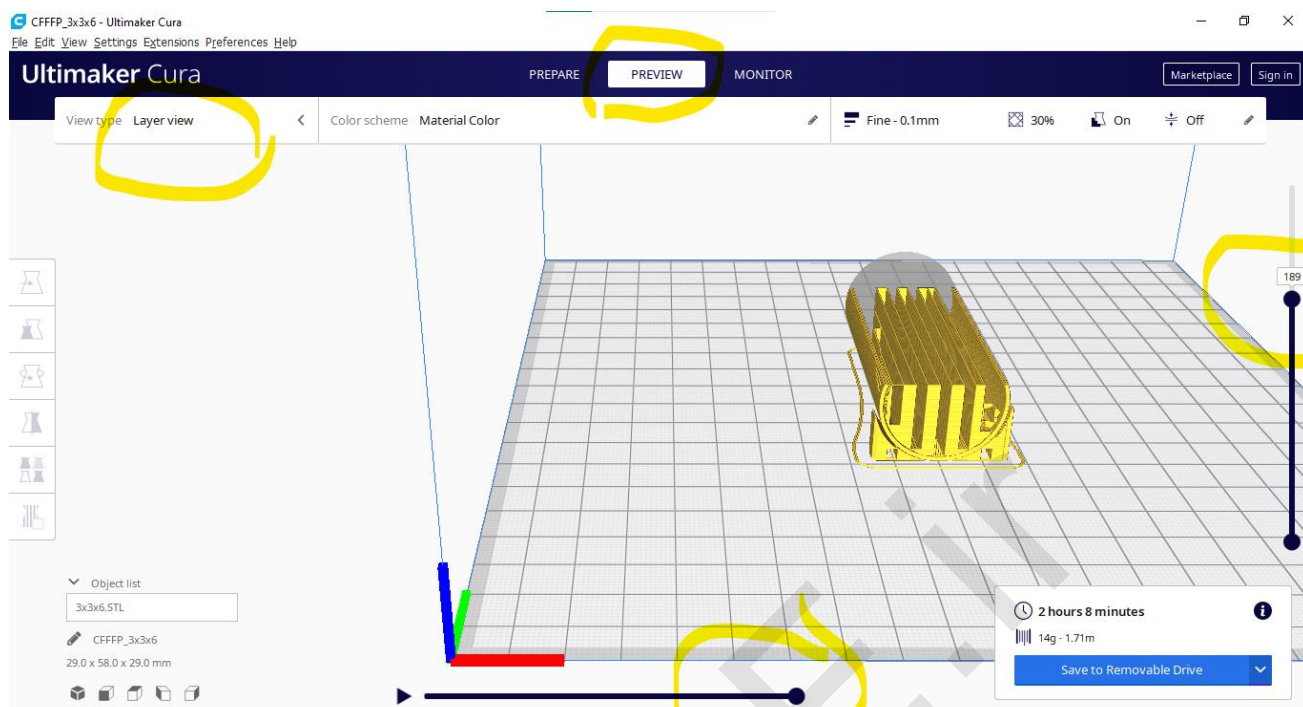 CFFFP_3x3x6 - Ultimaker Cura
File Edit View Settings Extensions Preferences Help
Ultimaker Cura
PREPARE PREVIEW MONITOR
Marketplace Sign in
View type Layer view
Color scheme Material Color
Fine - 0.1mm 30% On Off
189
Object list
3x3x6.STL
CFFFP_3x3x6
29.0 x 58.0 x 29.0 mm
2 hours 8 minutes
14g · 1.71m
Save to Removable Drive